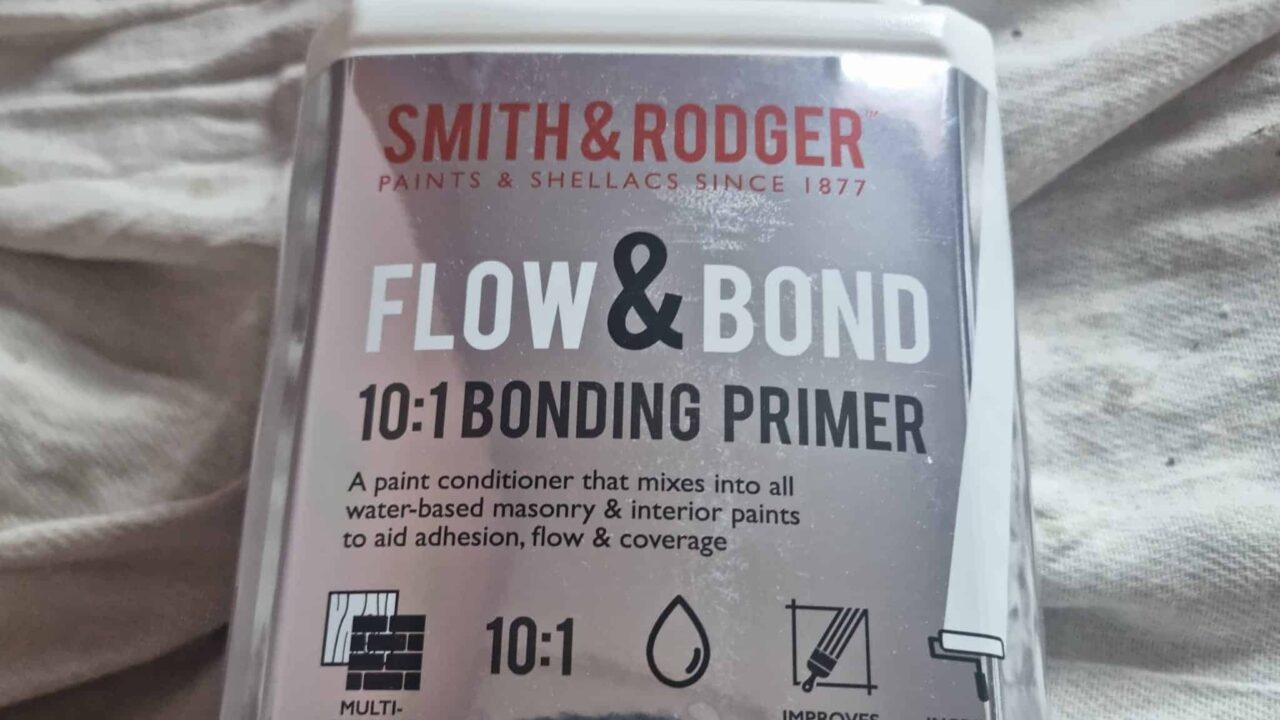 SMITH & RODGER™
PAINTS & SHELLACS SINCE 1877
FLOW & BOND
10:1 BONDING PRIMER
A paint conditioner that mixes into all
water-based masonry & interior paints
to aid adhesion, flow & coverage
10:1
MULTI-
IMPROVES